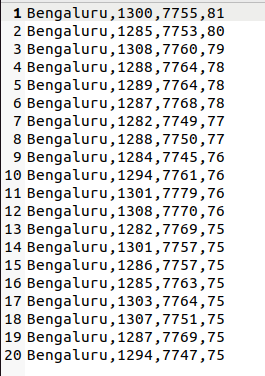 1 Bengaluru,1300,7755,81
2 Bengaluru,1285,7753,80
3 Bengaluru,1308,7760,79
4 Bengaluru,1288,7764,78
5 Bengaluru,1289,7764,78
6 Bengaluru,1287,7768,78
7 Bengaluru,1282,7749,77
8 Bengaluru,1288,7750,77
9 Bengaluru,1284,7745,76
10 Bengaluru,1294,7761,76
11 Bengaluru,1301,7779,76
12 Bengaluru,1308,7770,76
13 Bengaluru,1282,7769,75
14 Bengaluru,1301,7757,75
15 Bengaluru,1286,7757,75
16 Bengaluru,1285,7763,75
17 Bengaluru,1303,7764,75
18 Bengaluru,1307,7751,75
19 Bengaluru,1287,7769,75
20 Bengaluru,1294,7747,75